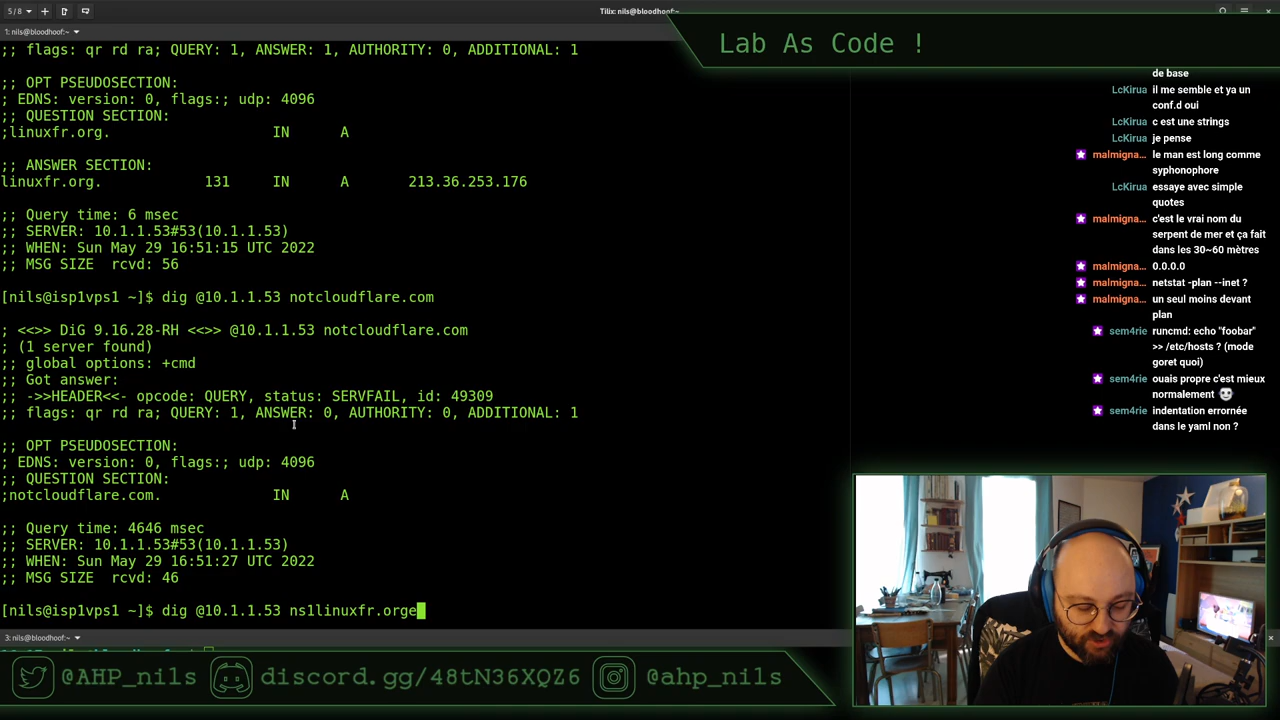 5/8
Tilix: nils@bloodhoof:~
1: nils@bloodhoof:~
Lab As Code !
;; flags: qr rd ra; QUERY: 1, ANSWER: 1, AUTHORITY: 0, ADDITIONAL: 1
;; OPT PSEUDOSECTION:
; EDNS: version: 0, flags:; udp: 4096
;; QUESTION SECTION:
;linuxfr.org. IN A
;; ANSWER SECTION:
linuxfr.org. 131 IN A 213.36.253.176
;; Query time: 6 msec
;; SERVER: 10.1.1.53#53(10.1.1.53)
;; WHEN: Sun May 29 16:51:15 UTC 2022
;; MSG SIZE rcvd: 56
[nils@isp1vps1 ~]$ dig @10.1.1.53 notcloudflare.com
; <<>> DiG 9.16.28-RH <<>> @10.1.1.53 notcloudflare.com
; (1 server found)
;; global options: +cmd
;; Got answer:
;; ->>HEADER<<- opcode: QUERY, status: SERVFAIL, id: 49309
;; flags: qr rd ra; QUERY: 1, ANSWER: 0, AUTHORITY: 0, ADDITIONAL: 1
;; OPT PSEUDOSECTION:
; EDNS: version: 0, flags:; udp: 4096
;; QUESTION SECTION:
;notcloudflare.com. IN A
;; Query time: 4646 msec
;; SERVER: 10.1.1.53#53(10.1.1.53)
;; WHEN: Sun May 29 16:51:27 UTC 2022
;; MSG SIZE rcvd: 46
[nils@isp1vps1 ~]$ dig @10.1.1.53 ns1linuxfr.orge
3: nils@bloodhoof:~
de base
LcKirua il me semble et ya un
conf.d oui
LcKirua c est une strings
LcKirua je pense
malmigna... le man est long comme
syphonophore
LcKirua essaye avec simple
quotes
malmigna... c'est le vrai nom du
serpent de mer et ça fait
dans les 30~60 mètres
malmigna... 0.0.0.0
malmigna... netstat -plan --inet ?
malmigna... un seul moins devant
plan
sem4rie runcmd: echo "foobar"
>> /etc/hosts ? (mode
goret quoi)
sem4rie ouais propre c'est mieux
normalement
sem4rie indentation errornée
dans le yaml non ?
@AHP_nils discord.gg/48tN36XQZ6 @ahp_nils